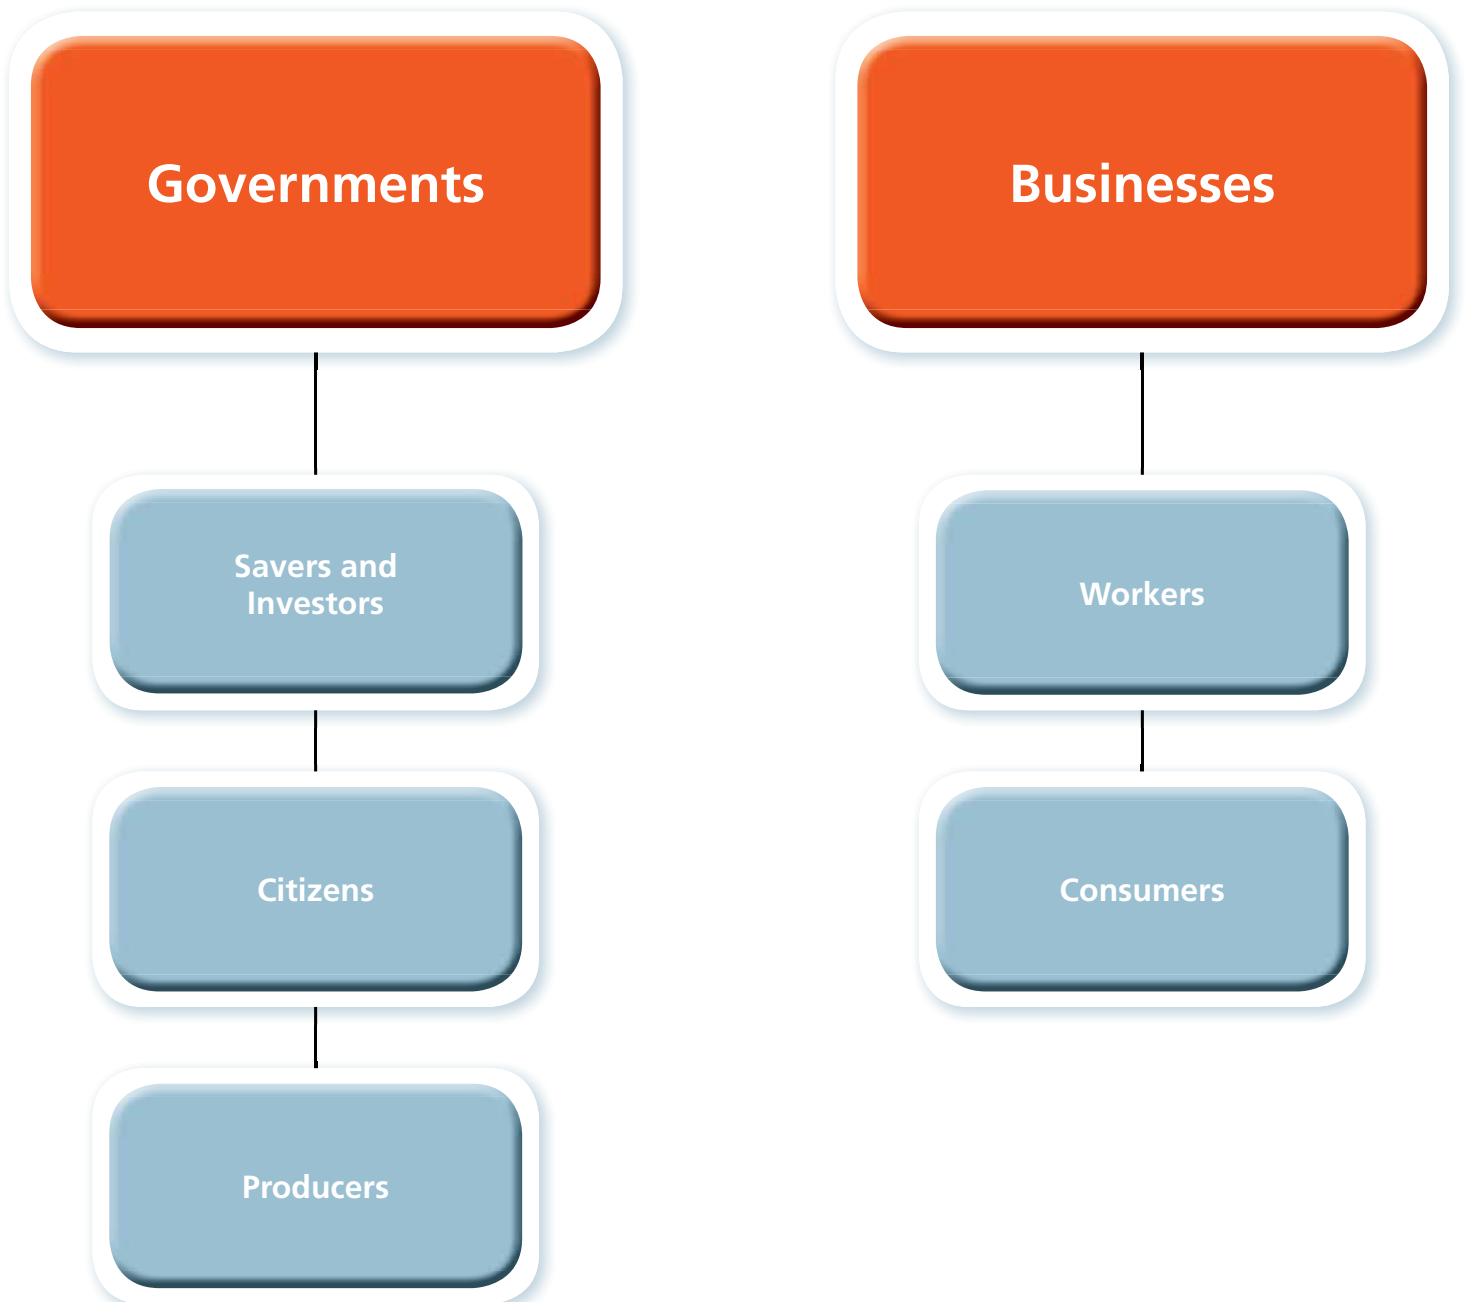 Governments
Businesses
Savers and
Investors
Workers
Citizens
Consumers
Producers